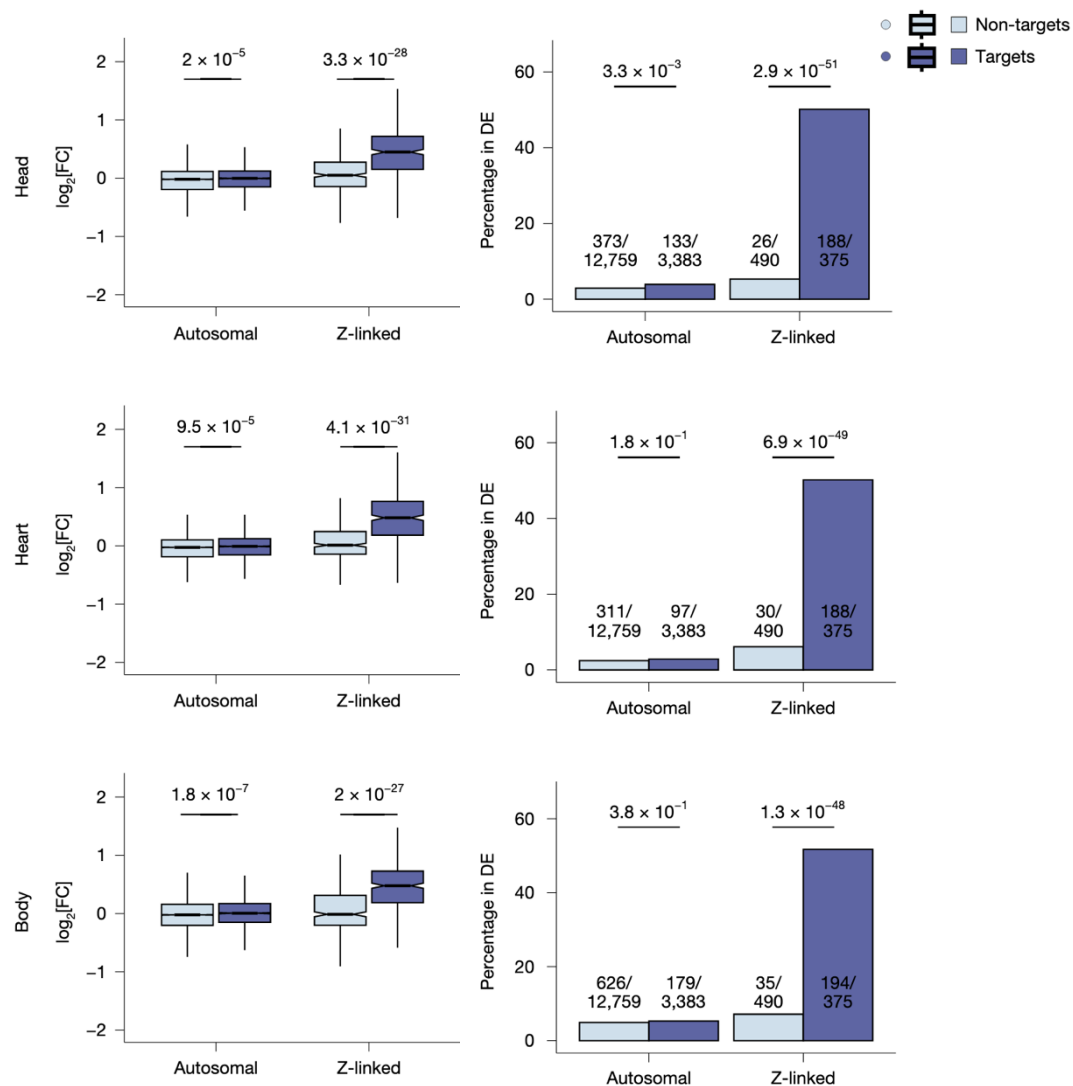 Non-targets
Targets
Head
log₂[FC]
2
1
0
−1
−2
2 × 10⁻⁵
3.3 × 10⁻²⁸
Autosomal
Z-linked
Percentage in DE
60
40
20
0
3.3 × 10⁻³
2.9 × 10⁻⁵¹
373/
12,759
133/
3,383
26/
490
188/
375
Autosomal
Z-linked
Heart
log₂[FC]
2
1
0
−1
−2
9.5 × 10⁻⁵
4.1 × 10⁻³¹
Autosomal
Z-linked
Percentage in DE
60
40
20
0
1.8 × 10⁻¹
6.9 × 10⁻⁴⁹
311/
12,759
97/
3,383
30/
490
188/
375
Autosomal
Z-linked
Body
log₂[FC]
2
1
0
−1
−2
1.8 × 10⁻⁷
2 × 10⁻²⁷
Autosomal
Z-linked
Percentage in DE
60
40
20
0
3.8 × 10⁻¹
1.3 × 10⁻⁴⁸
626/
12,759
179/
3,383
35/
490
194/
375
Autosomal
Z-linked